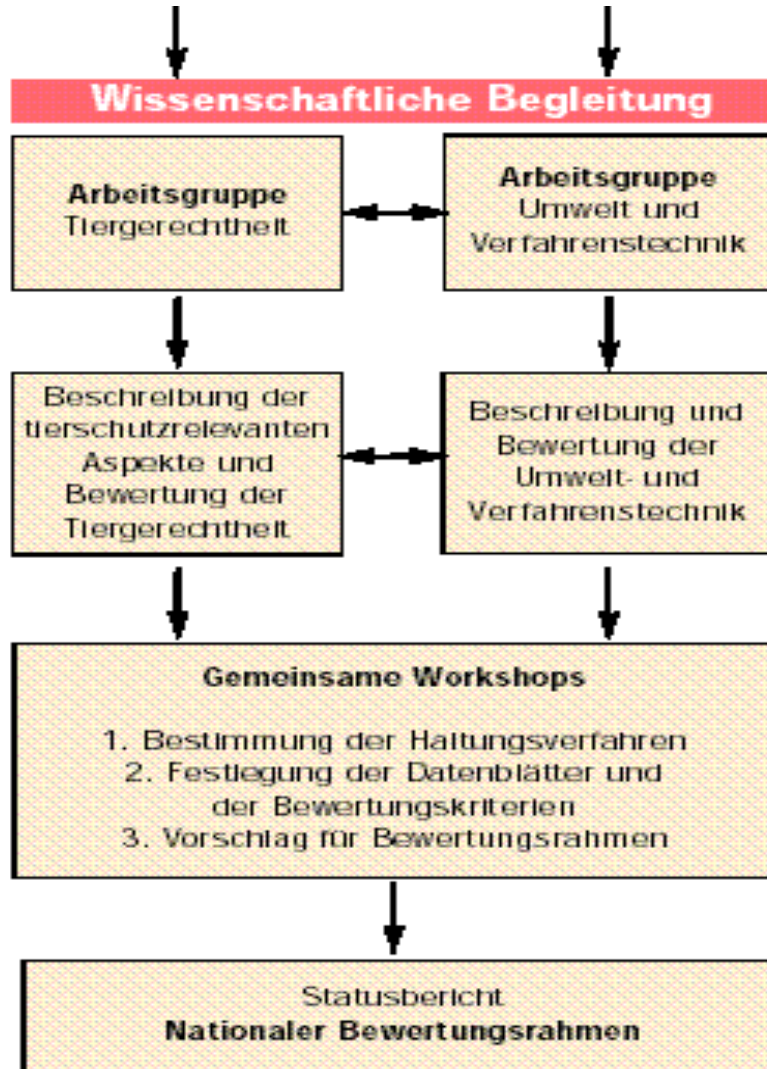 Wissenschaftliche Begleitung
Arbeitsgruppe
Tiergerechtheit
Arbeitsgruppe
Umwelt und
Verfahrenstechnik
Beschreibung der
tierschutzrelevanten
Aspekte und
Bewertung der
Tiergerechtheit
Beschreibung und
Bewertung der
Umwelt- und
Verfahrenstechnik
Gemeinsame Workshops
1. Bestimmung der Haltungsverfahren
2. Festlegung der Datenblätter und
der Bewertungskriterien
3. Vorschlag für Bewertungsrahmen
Statusbericht
Nationaler Bewertungsrahmen